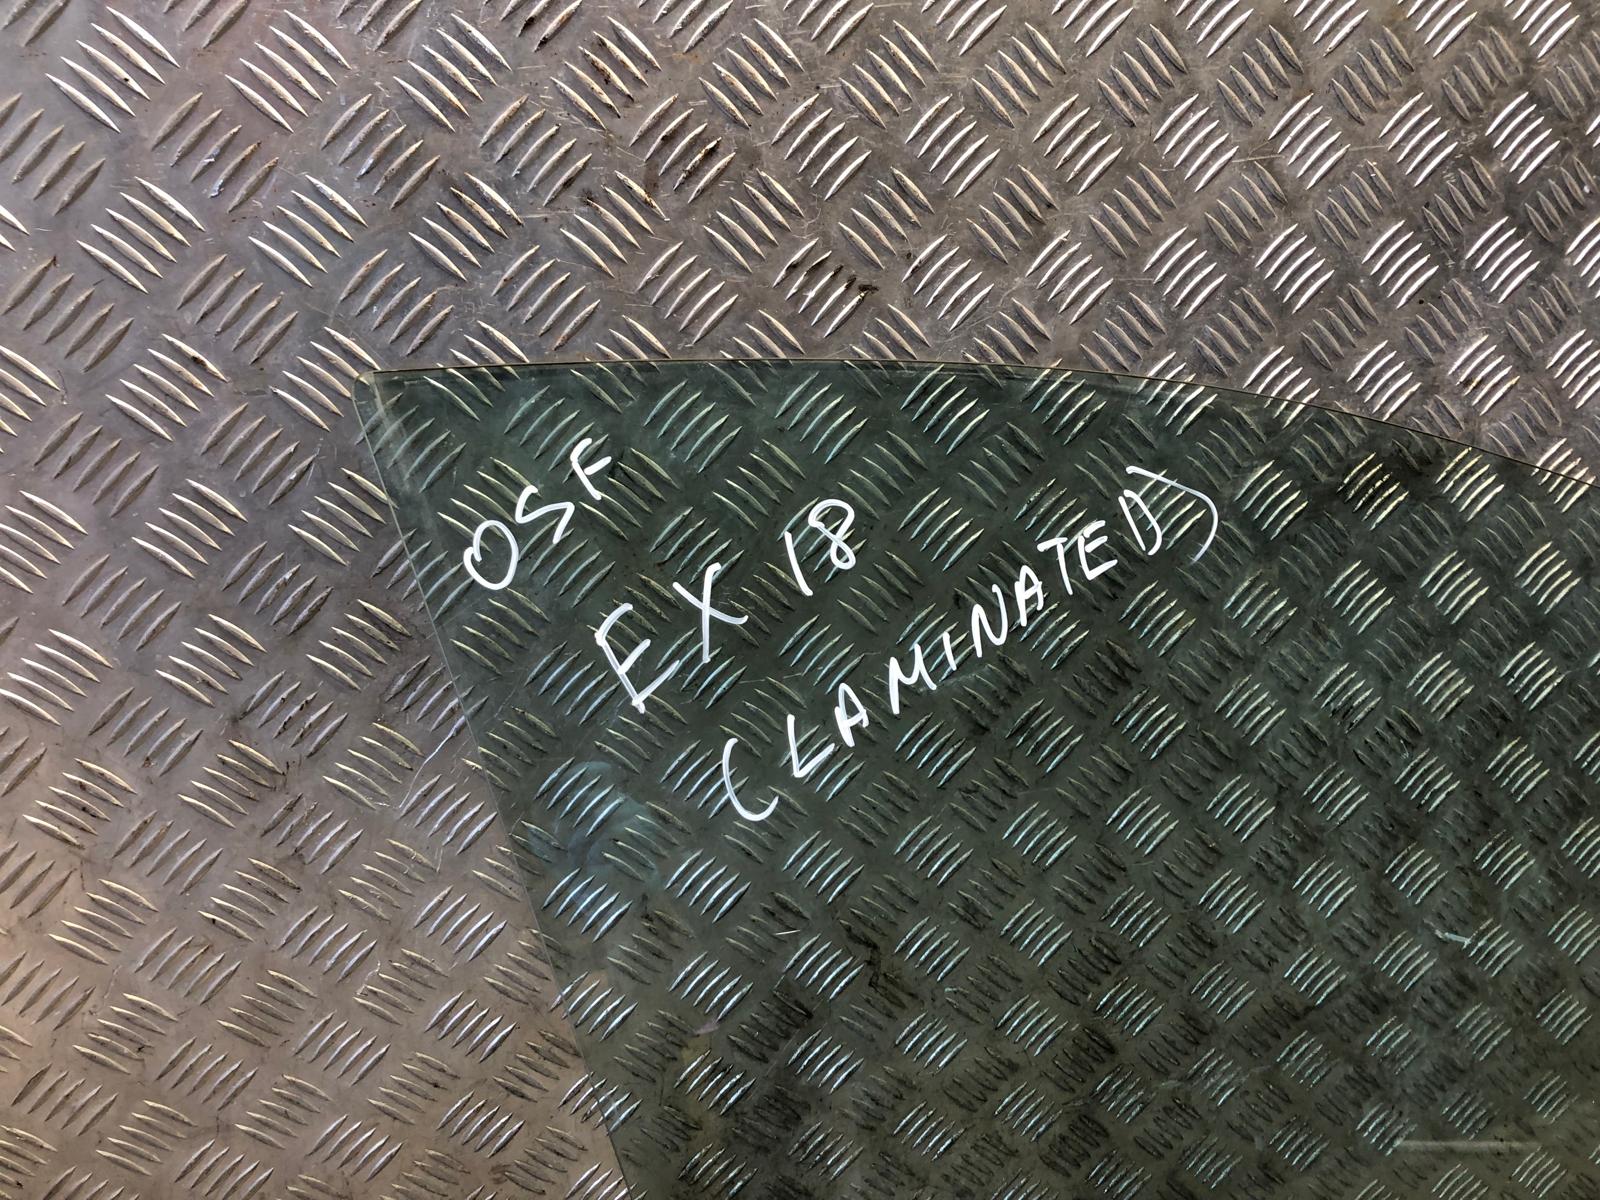 OSF
EX 18
(LAMINATED)